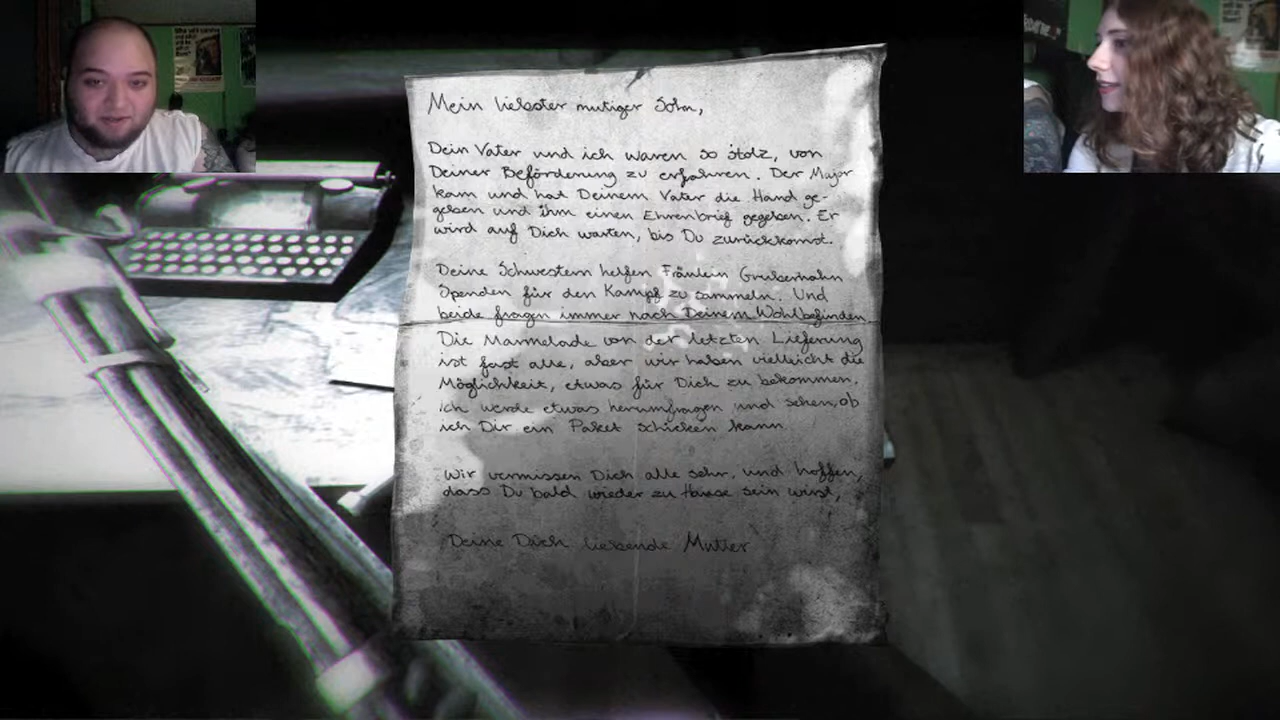 Mein liebster mutiger Sohn,
Dein Vater und ich waren so stolz, von
Deiner Beförderung zu erfahren. Der Major
kam und hat Deinem Vater die Hand ge-
geben und ihm einen Ehrenbrief gegeben. Er
wird auf Dich warten, bis Du zurückkomst.
Deine Schwestern helfen Fräulein Gruberhahn
Spenden für den Kampf zu sammeln. Und
beide fragen immer nach Deinem Wohlbefinden
Die Marmelade von der letzten Lieferung
ist fast alle, aber wir haben vielleicht die
Möglichkeit, etwas für Dich zu bekommen.
ich werde etwas herumfragen und sehen, ob
ich Dir ein Paket schicken kann
Wir vermissen Dich alle sehr, und hoffen,
dass Du bald wieder zu Hause sein wirst,
Deine Dich liebende Mutter